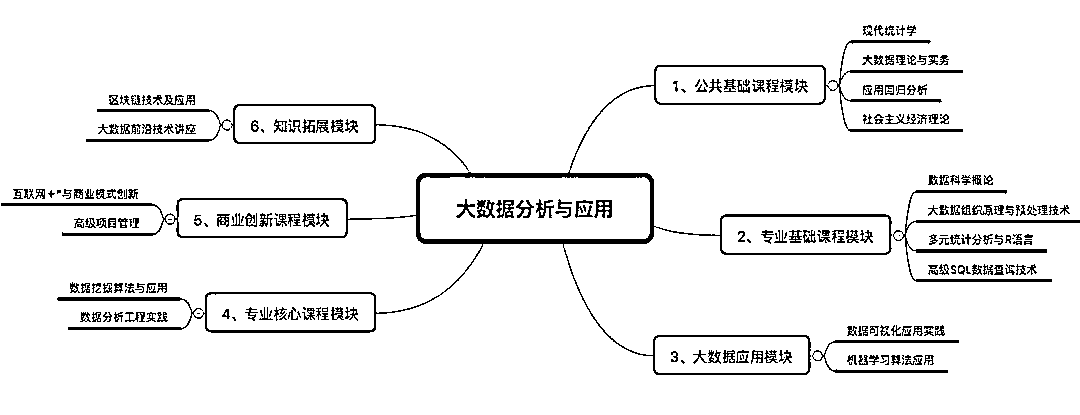 大数据分析与应用
1、公共基础课程模块
现代统计学
大数据理论与实务
应用回归分析
社会主义经济理论
2、专业基础课程模块
数据科学概论
大数据组织原理与预处理技术
多元统计分析与R语言
高级SQL数据查询技术
3、大数据应用模块
数据可视化应用实践
机器学习算法应用
4、专业核心课程模块
数据挖掘算法与应用
数据分析工程实践
5、商业创新课程模块
互联网+"与商业模式创新
高级项目管理
6、知识拓展模块
区块链技术及应用
大数据前沿技术讲座